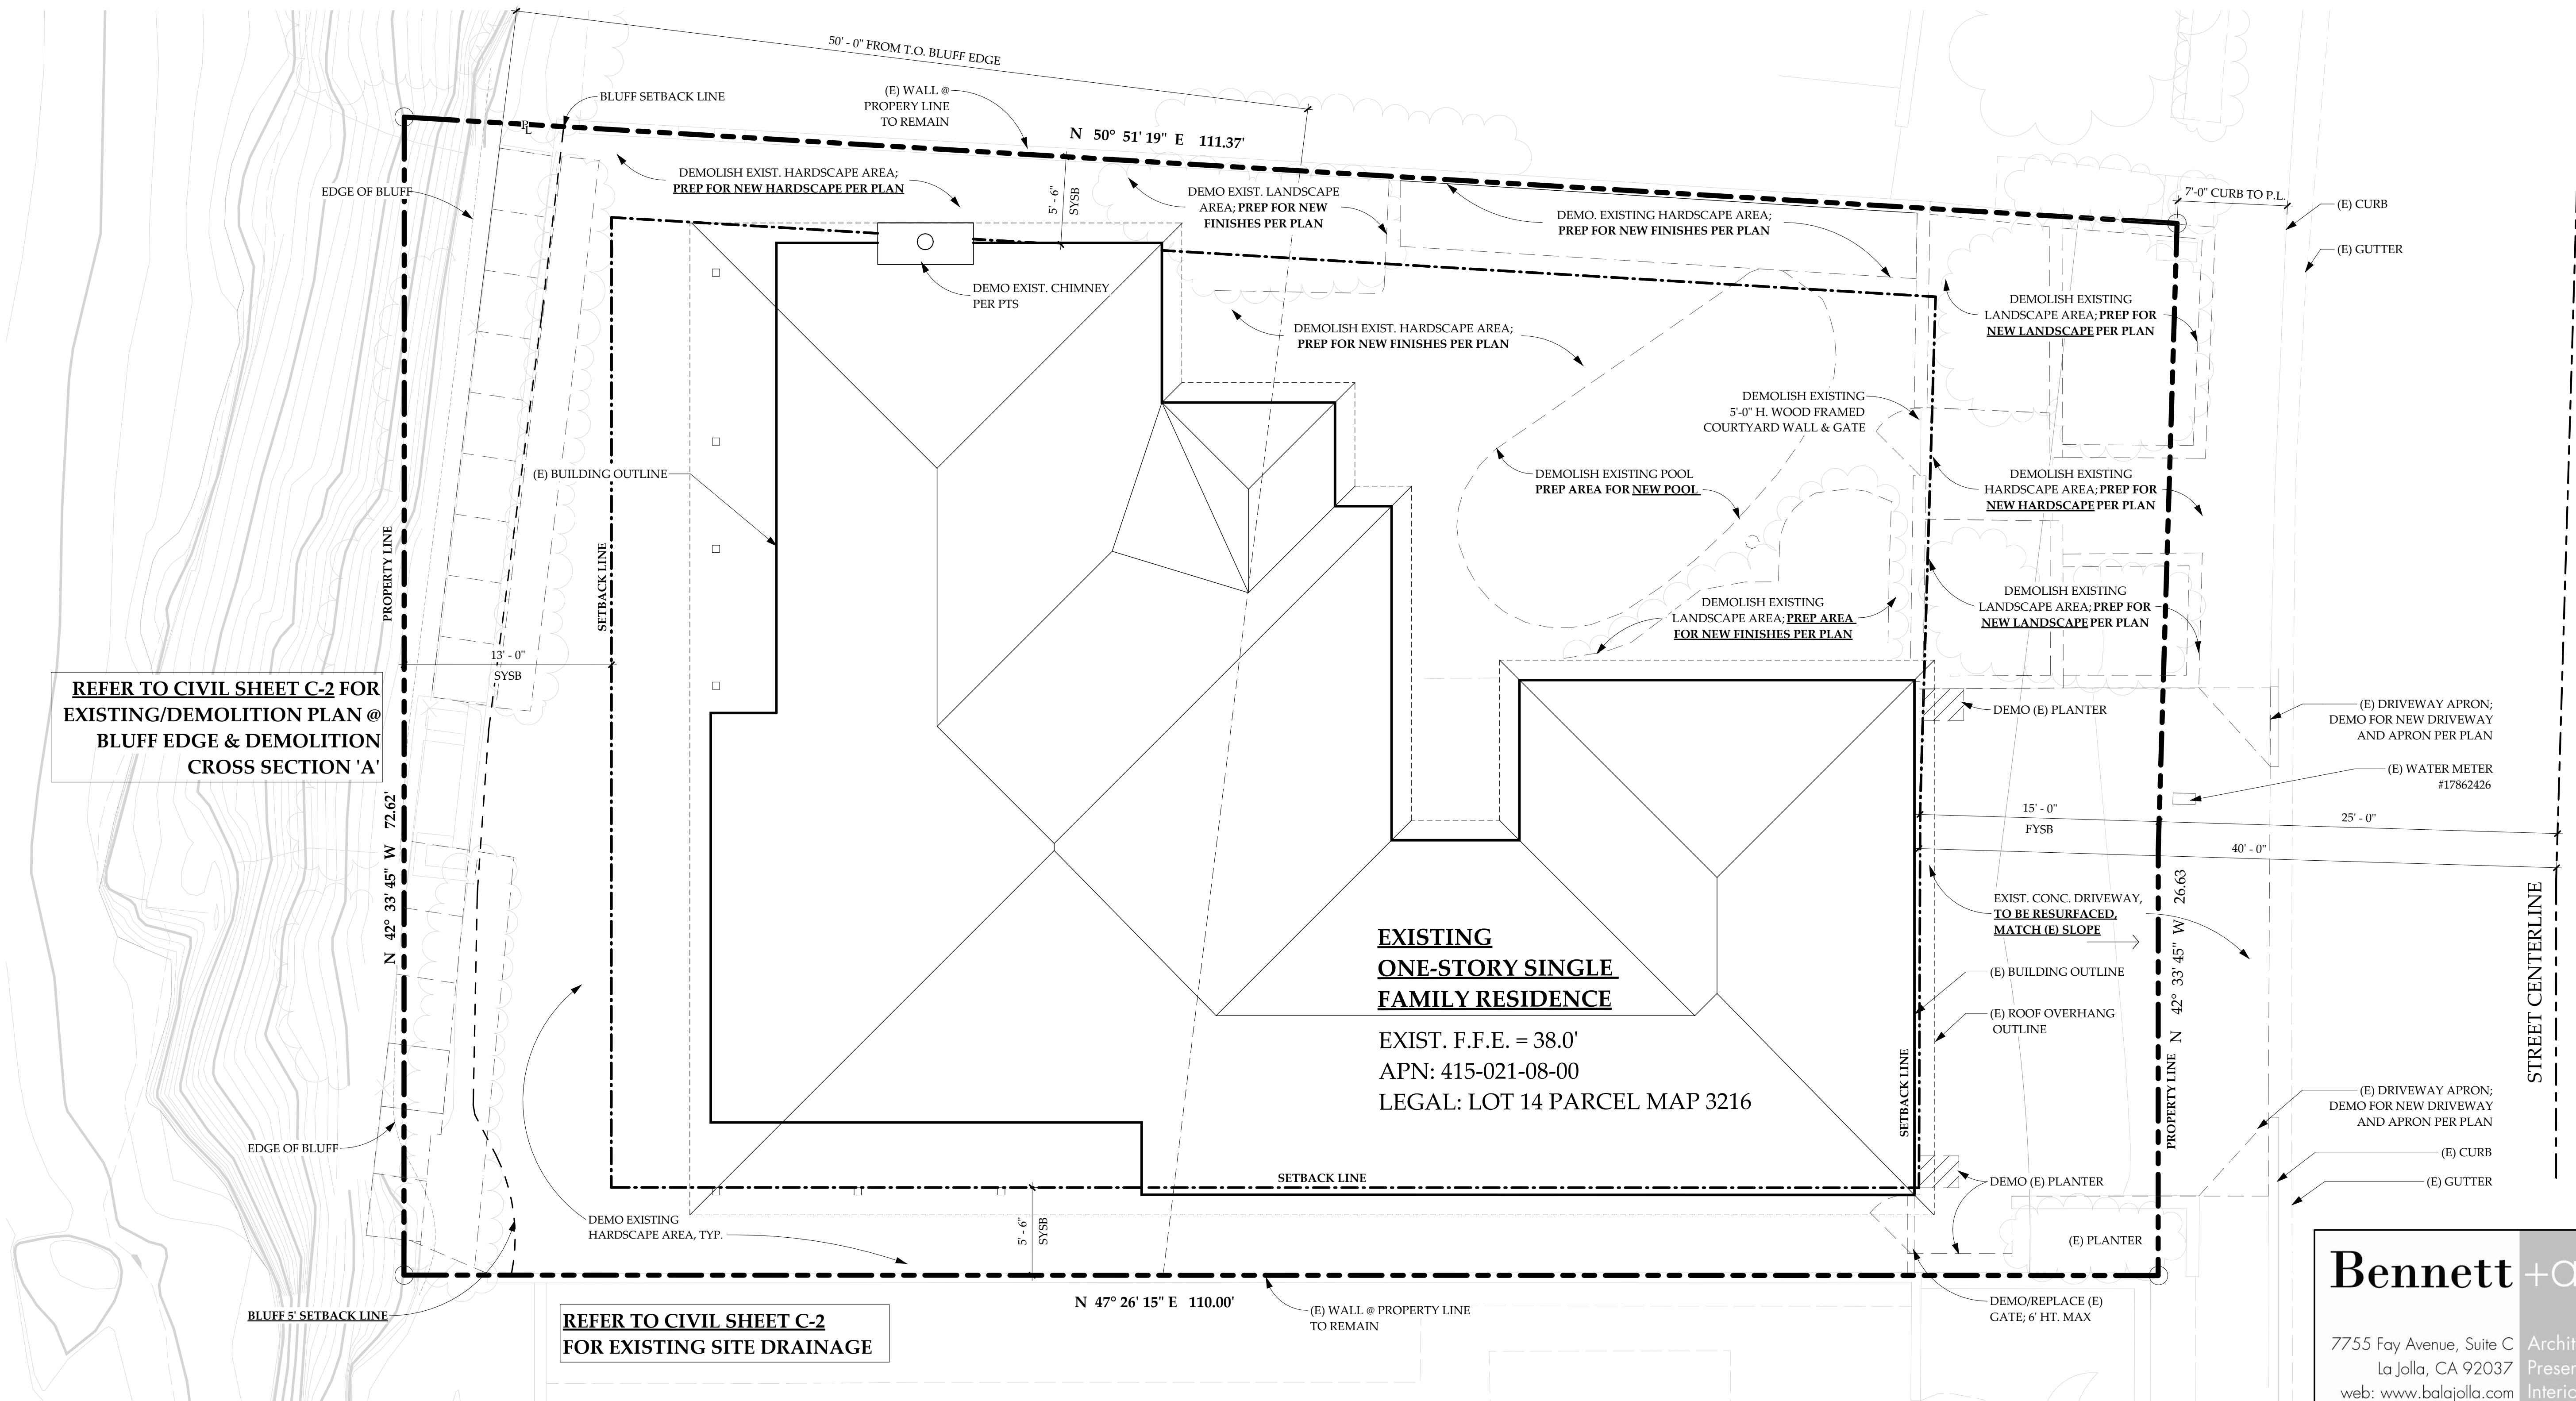 50' - 0" FROM T.O. BLUFF EDGE
BLUFF SETBACK LINE
(E) WALL @
PROPERY LINE
TO REMAIN
N 50° 51' 19" E 111.37'
PL
EDGE OF BLUFF
DEMOLISH EXIST. HARDSCAPE AREA;
PREP FOR NEW HARDSCAPE PER PLAN
5' - 6"
SYSB
DEMO EXIST. LANDSCAPE
AREA; PREP FOR NEW
FINISHES PER PLAN
DEMO. EXISTING HARDSCAPE AREA;
PREP FOR NEW FINISHES PER PLAN
7'-0" CURB TO P.L.
(E) CURB
(E) GUTTER
DEMO EXIST. CHIMNEY
PER PTS
DEMOLISH EXIST. HARDSCAPE AREA;
PREP FOR NEW FINISHES PER PLAN
DEMOLISH EXISTING
LANDSCAPE AREA; PREP FOR
NEW LANDSCAPE PER PLAN
DEMOLISH EXISTING
5'-0" H. WOOD FRAMED
COURTYARD WALL & GATE
(E) BUILDING OUTLINE
DEMOLISH EXISTING POOL
PREP AREA FOR NEW POOL
DEMOLISH EXISTING
HARDSCAPE AREA; PREP FOR
NEW HARDSCAPE PER PLAN
PROPERTY LINE
SETBACK LINE
DEMOLISH EXISTING
LANDSCAPE AREA; PREP AREA
FOR NEW FINISHES PER PLAN
DEMOLISH EXISTING
LANDSCAPE AREA; PREP FOR
NEW LANDSCAPE PER PLAN
13' - 0"
SYSB
REFER TO CIVIL SHEET C-2 FOR
EXISTING/DEMOLITION PLAN @
BLUFF EDGE & DEMOLITION
CROSS SECTION 'A'
DEMO (E) PLANTER
(E) DRIVEWAY APRON;
DEMO FOR NEW DRIVEWAY
AND APRON PER PLAN
(E) WATER METER
#17862426
15' - 0"
FYSB
25' - 0"
40' - 0"
N 42° 33' 45" W 72.62'
EXIST. CONC. DRIVEWAY,
TO BE RESURFACED,
MATCH (E) SLOPE
N 42° 33' 45" W 26.63
STREET CENTERLINE
EXISTING
ONE-STORY SINGLE
FAMILY RESIDENCE
EXIST. F.F.E. = 38.0'
APN: 415-021-08-00
LEGAL: LOT 14 PARCEL MAP 3216
(E) BUILDING OUTLINE
(E) ROOF OVERHANG
OUTLINE
SETBACK LINE
PROPERTY LINE
(E) DRIVEWAY APRON;
DEMO FOR NEW DRIVEWAY
AND APRON PER PLAN
EDGE OF BLUFF
(E) CURB
(E) GUTTER
SETBACK LINE
DEMO (E) PLANTER
DEMO EXISTING
HARDSCAPE AREA, TYP.
5' - 6"
SYSB
(E) PLANTER
BLUFF 5' SETBACK LINE
N 47° 26' 15" E 110.00'
(E) WALL @ PROPERTY LINE
TO REMAIN
DEMO/REPLACE (E)
GATE; 6' HT. MAX
REFER TO CIVIL SHEET C-2
FOR EXISTING SITE DRAINAGE
Bennett +a
7755 Fay Avenue, Suite C
La Jolla, CA 92037
web: www.balajolla.com
Archit
Preser
Interio